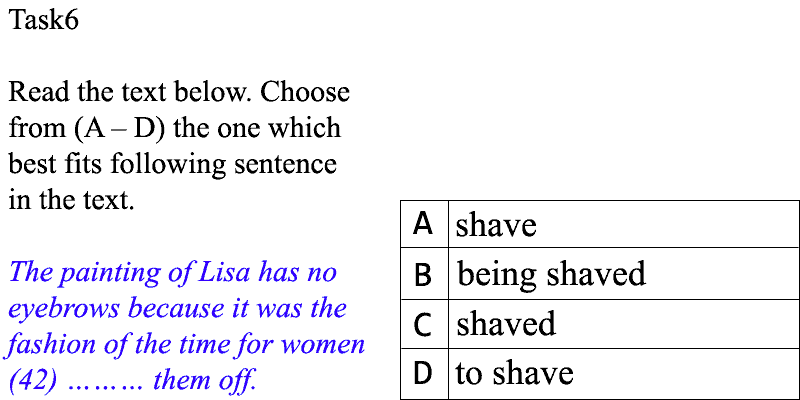 Task6
Read the text below. Choose
from (A – D) the one which
best fits following sentence
in the text.
The painting of Lisa has no
eyebrows because it was the
fashion of the time for women
(42) ……… them off.
A shave
B being shaved
C shaved
D to shave